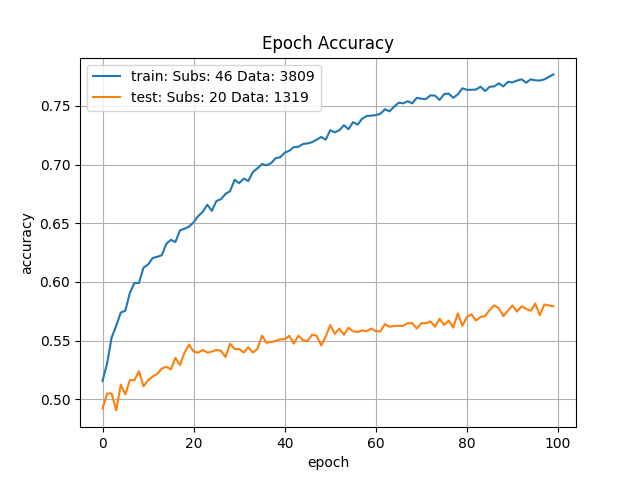 Epoch Accuracy
train: Subs: 46 Data: 3809
test: Subs: 20 Data: 1319
accuracy
0.75
0.70
0.65
0.60
0.55
0.50
0 20 40 60 80 100
epoch